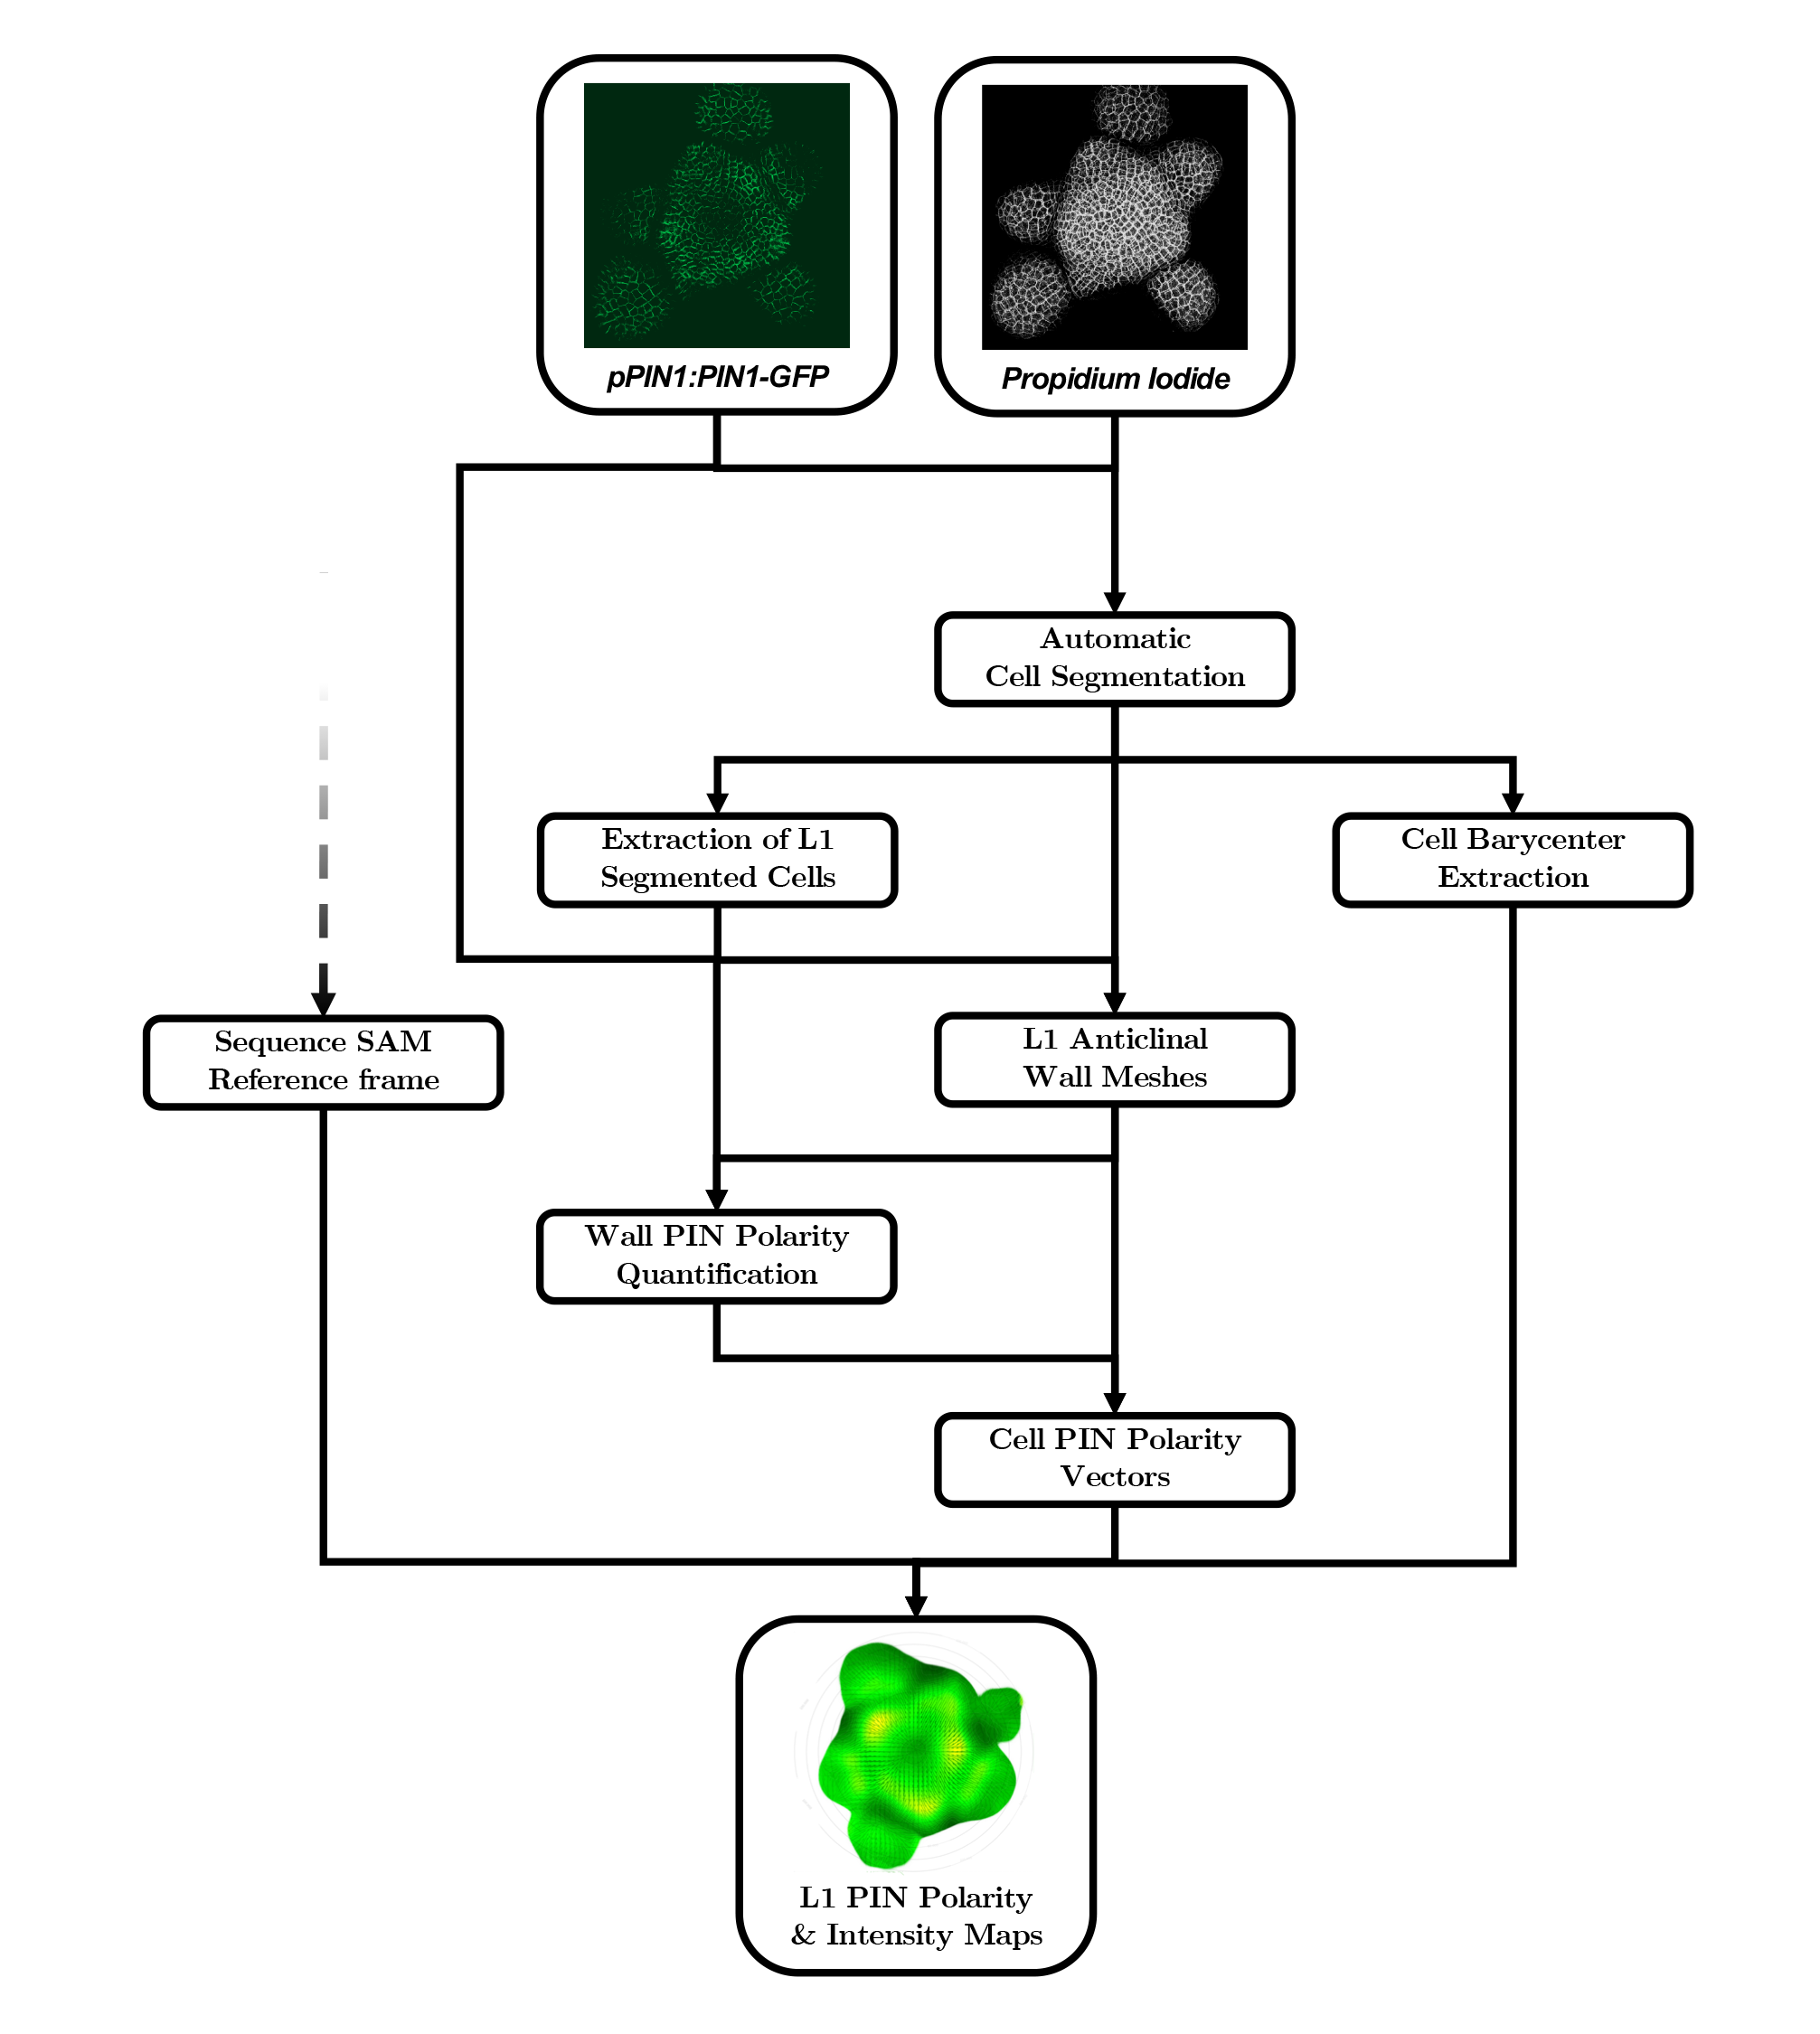 pPIN1:PIN1-GFP
Propidium Iodide
Automatic
Cell Segmentation
Extraction of L1
Segmented Cells
Cell Barycenter
Extraction
Sequence SAM
Reference frame
L1 Anticlinal
Wall Meshes
Wall PIN Polarity
Quantification
Cell PIN Polarity
Vectors
L1 PIN Polarity
& Intensity Maps